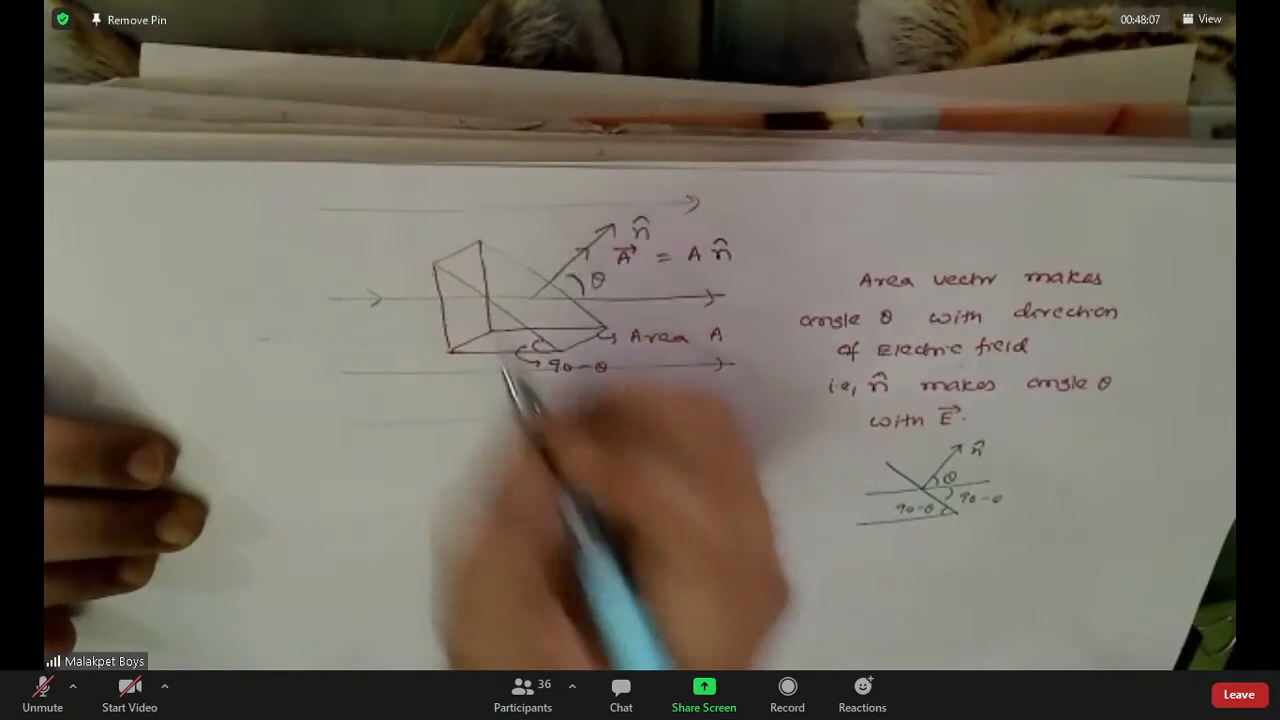 Remove Pin
00:48:07
View
n̂
A⃗ = A n̂
θ
Area A
90-θ
Area vector makes
angle θ with direction
of Electric field
i.e, n̂ makes angle θ
with E⃗.
n̂
θ
90-θ
90-θ
Malakpet Boys
Unmute
Start Video
36
Participants
Chat
Share Screen
Record
Reactions
Leave